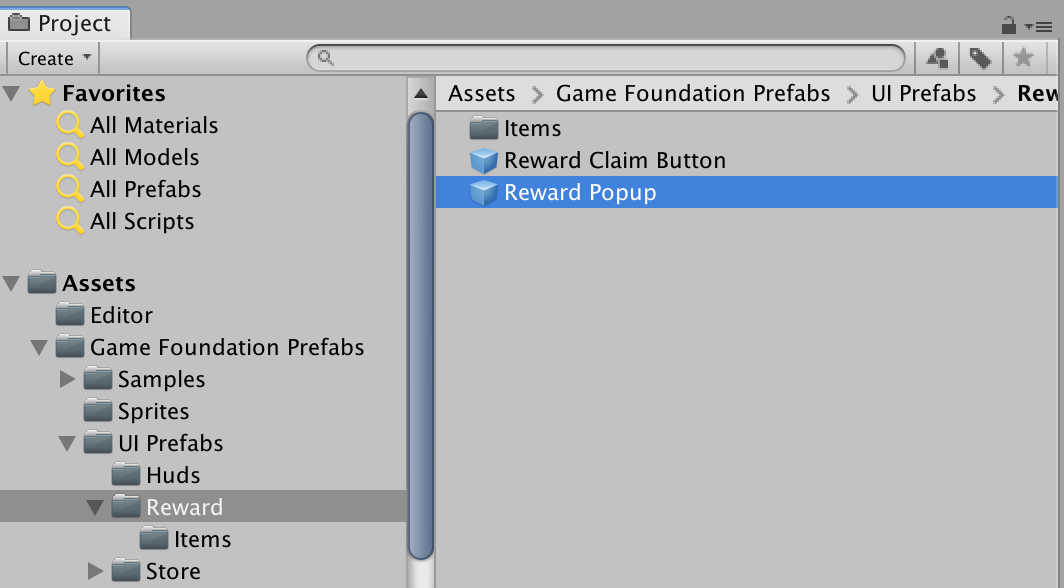 Project
Create
Favorites
All Materials
All Models
All Prefabs
All Scripts
Assets
Editor
Game Foundation Prefabs
Samples
Sprites
UI Prefabs
Huds
Reward
Items
Store
Assets > Game Foundation Prefabs > UI Prefabs > Rew
Items
Reward Claim Button
Reward Popup